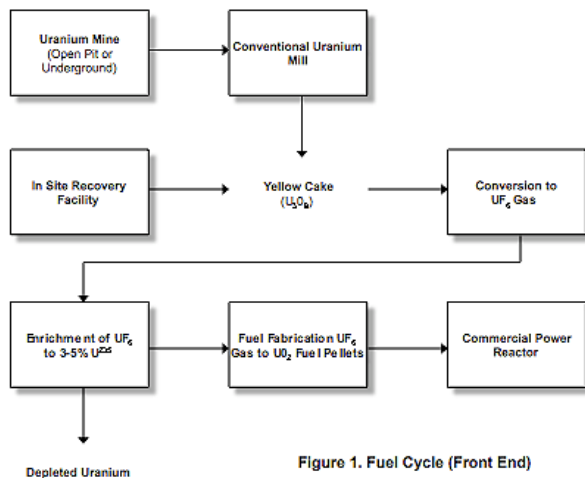 Uranium Mine
(Open Pit or
Underground)
Conventional Uranium
Mill
In Site Recovery
Facility
Yellow Cake
(U₃O₈)
Conversion to
UF₆ Gas
Enrichment of UF₆
to 3-5% U²³⁵
Fuel Fabrication UF₆
Gas to U0₂ Fuel Pellets
Commercial Power
Reactor
Depleted Uranium
Figure 1. Fuel Cycle (Front End)